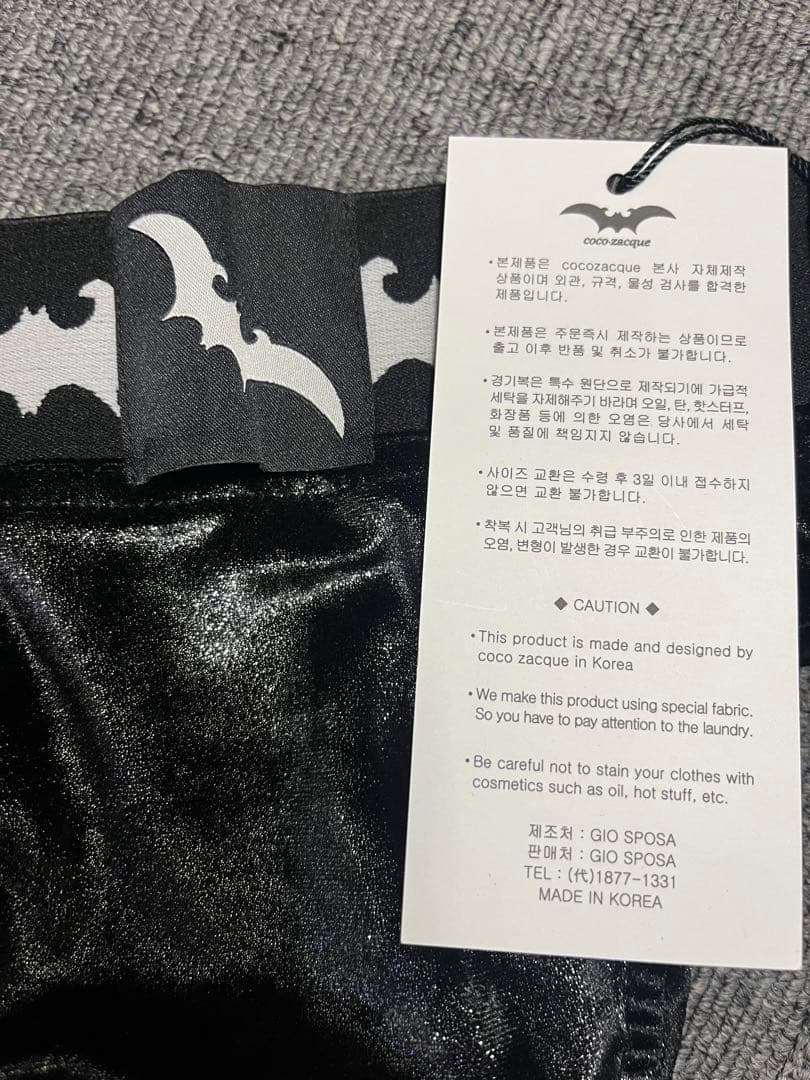 coco·zacque
•본제품은 cocozacque 본사 자체제작
상품이며 외관, 규격, 물성 검사를 합격한
제품입니다.
•본제품은 주문즉시 제작하는 상품이므로
출고 이후 반품 및 취소가 불가합니다.
•경기복은 특수 원단으로 제작되기에 가급적
세탁을 자제해주기 바라며 오일, 탄, 핫스터프,
화장품 등에 의한 오염은 당사에서 세탁
및 품질에 책임지지 않습니다.
•사이즈 교환은 수령 후 3일 이내 접수하지
않으면 교환 불가합니다.
•착복 시 고객님의 취급 부주의로 인한 제품의
오염, 변형이 발생한 경우 교환이 불가합니다.
◆ CAUTION ◆
•This product is made and designed by
coco zacque in Korea
•We make this product using special fabric.
So you have to pay attention to the laundry.
•Be careful not to stain your clothes with
cosmetics such as oil, hot stuff, etc.
제조처 : GIO SPOSA
판매처 : GIO SPOSA
TEL : (代)1877-1331
MADE IN KOREA